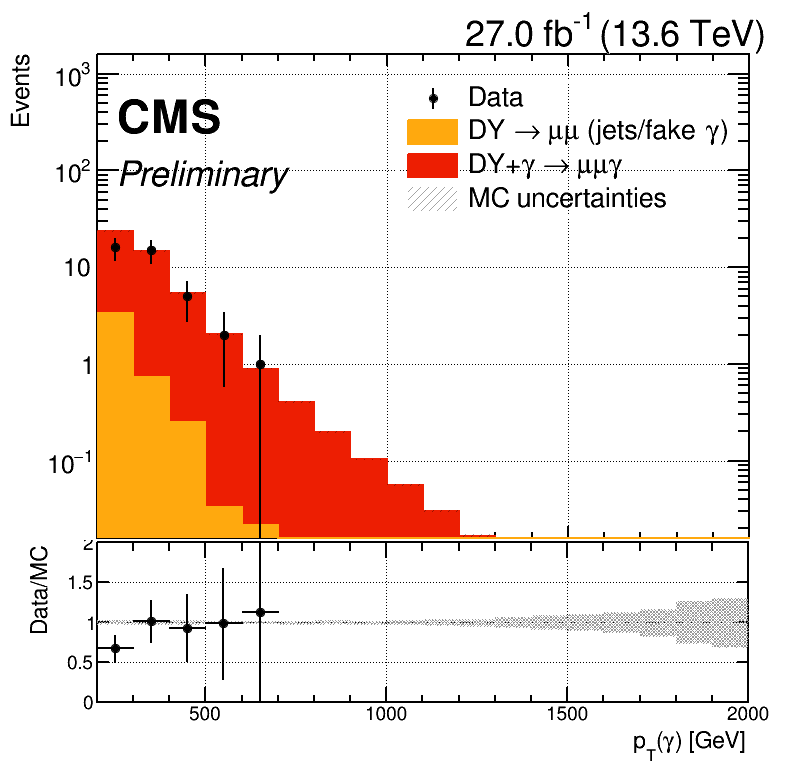 27.0 fb⁻¹ (13.6 TeV)
Events
10³
10²
10
1
10⁻¹
CMS
Preliminary
Data
DY → μμ (jets/fake γ)
DY+γ → μμγ
MC uncertainties
Data/MC
2
1.5
1
0.5
0
500 1000 1500 2000
p_T(γ) [GeV]